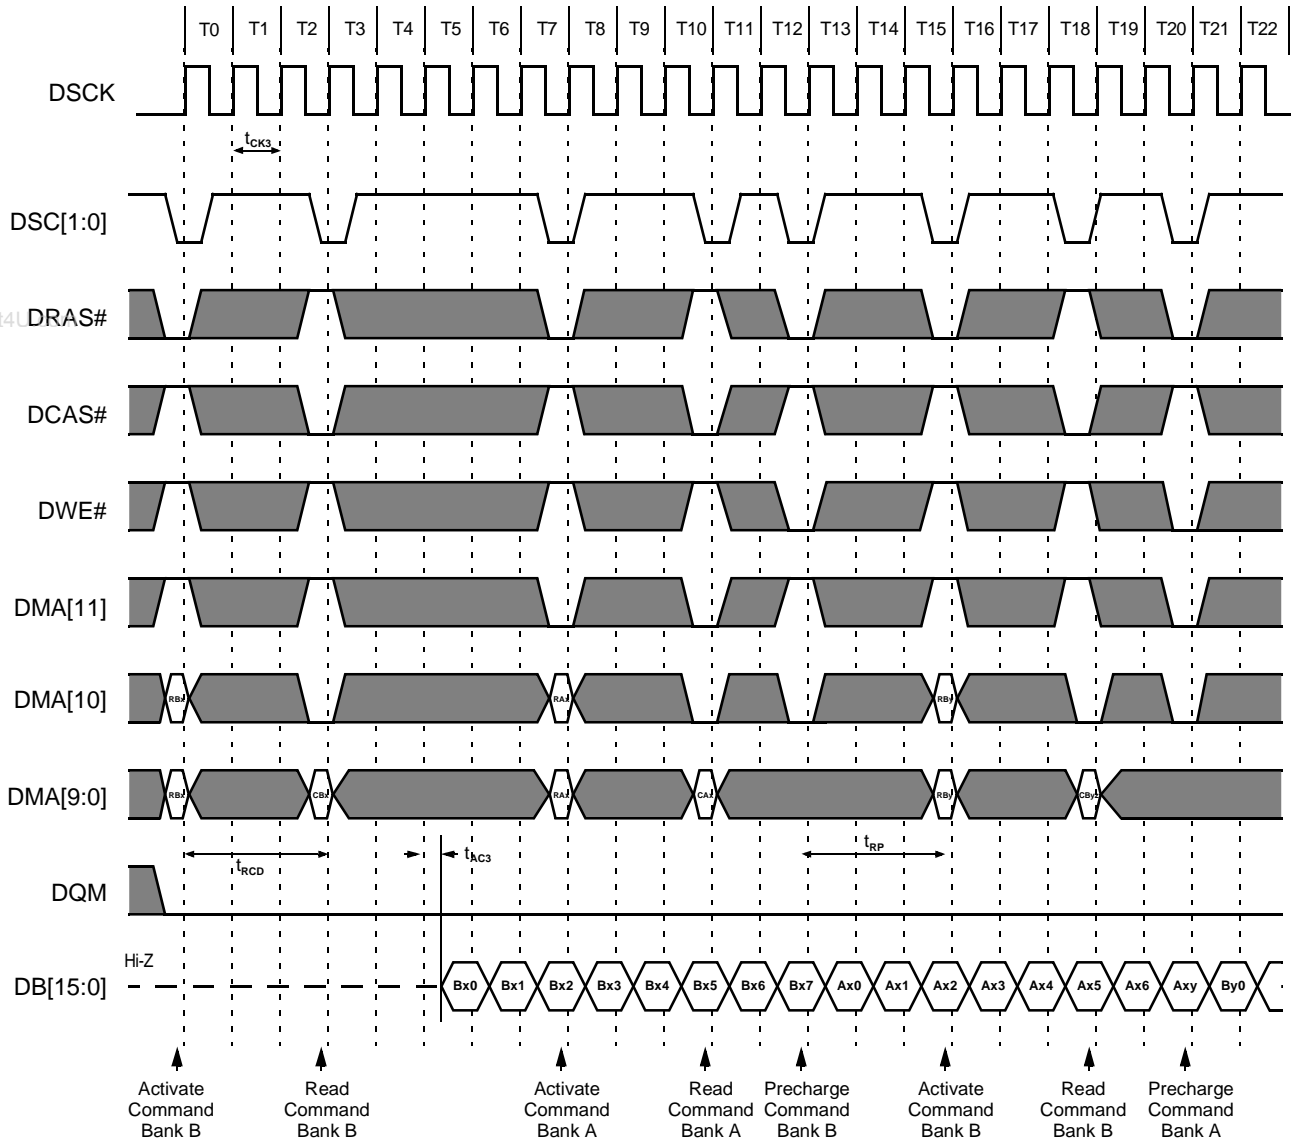 T0 T1 T2 T3 T4 T5 T6 T7 T8 T9 T10 T11 T12 T13 T14 T15 T16 T17 T18 T19 T20 T21 T22
DSCK
tCK3
DSC[1:0]
DRAS#
DCAS#
DWE#
DMA[11]
DMA[10]
RBx RAx RBy
DMA[9:0]
RBx CBx RAx CAx RBy
tRCD tAC3 tRP
DQM
Hi-Z
DB[15:0]
Bx0 Bx1 Bx2 Bx3 Bx4 Bx5 Bx6 Bx7 Ax0 Ax1 Ax2 Ax3 Ax4 Ax5 Ax6 Axy By0
Activate Command Bank B
Read Command Bank B
Activate Command Bank A
Read Command Bank A
Precharge Command Bank B
Activate Command Bank B
Read Command Bank B
Precharge Command Bank A